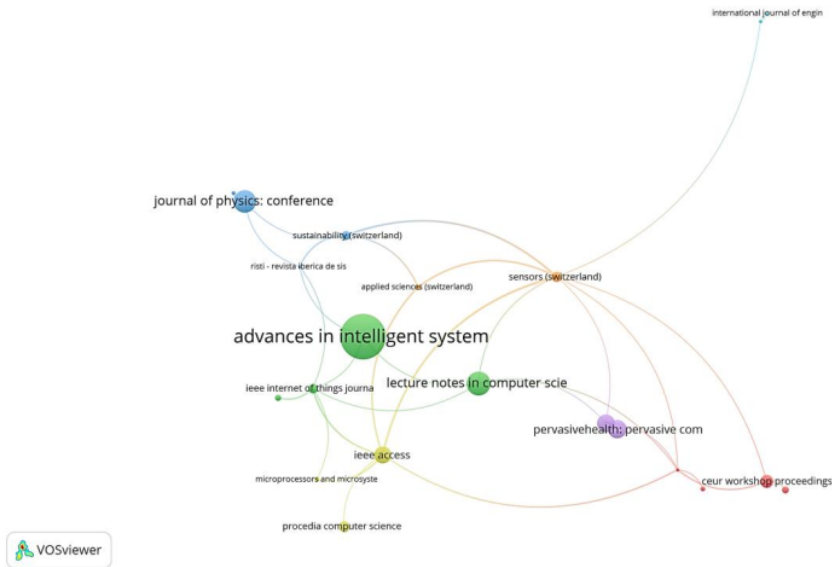 international journal of engin
journal of physics: conference
sustainability (switzerland)
risti - revista iberica de sis
sensors (switzerland)
applied sciences (switzerland)
advances in intelligent system
lecture notes in computer scie
ieee internet of things journa
pervasivehealth: pervasive com
ieee access
microprocessors and microsyste
ceur workshop proceedings
procedia computer science
VOSviewer